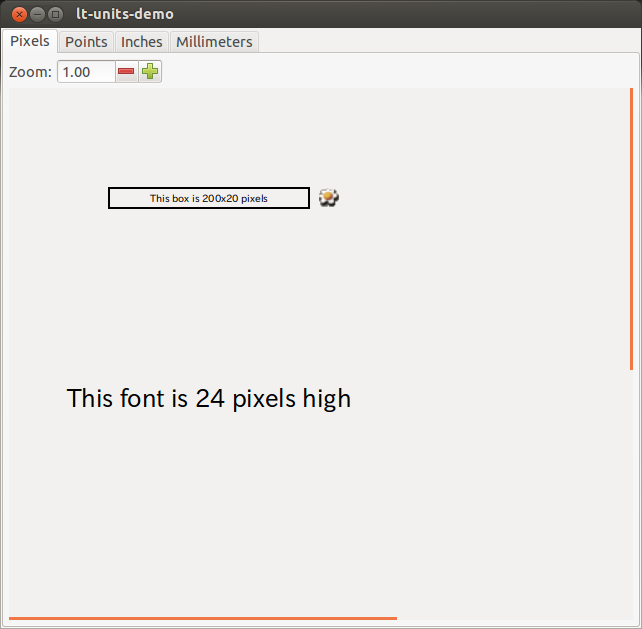 lt-units-demo
Pixels Points Inches Millimeters
Zoom: 1.00
This box is 200x20 pixels
This font is 24 pixels high